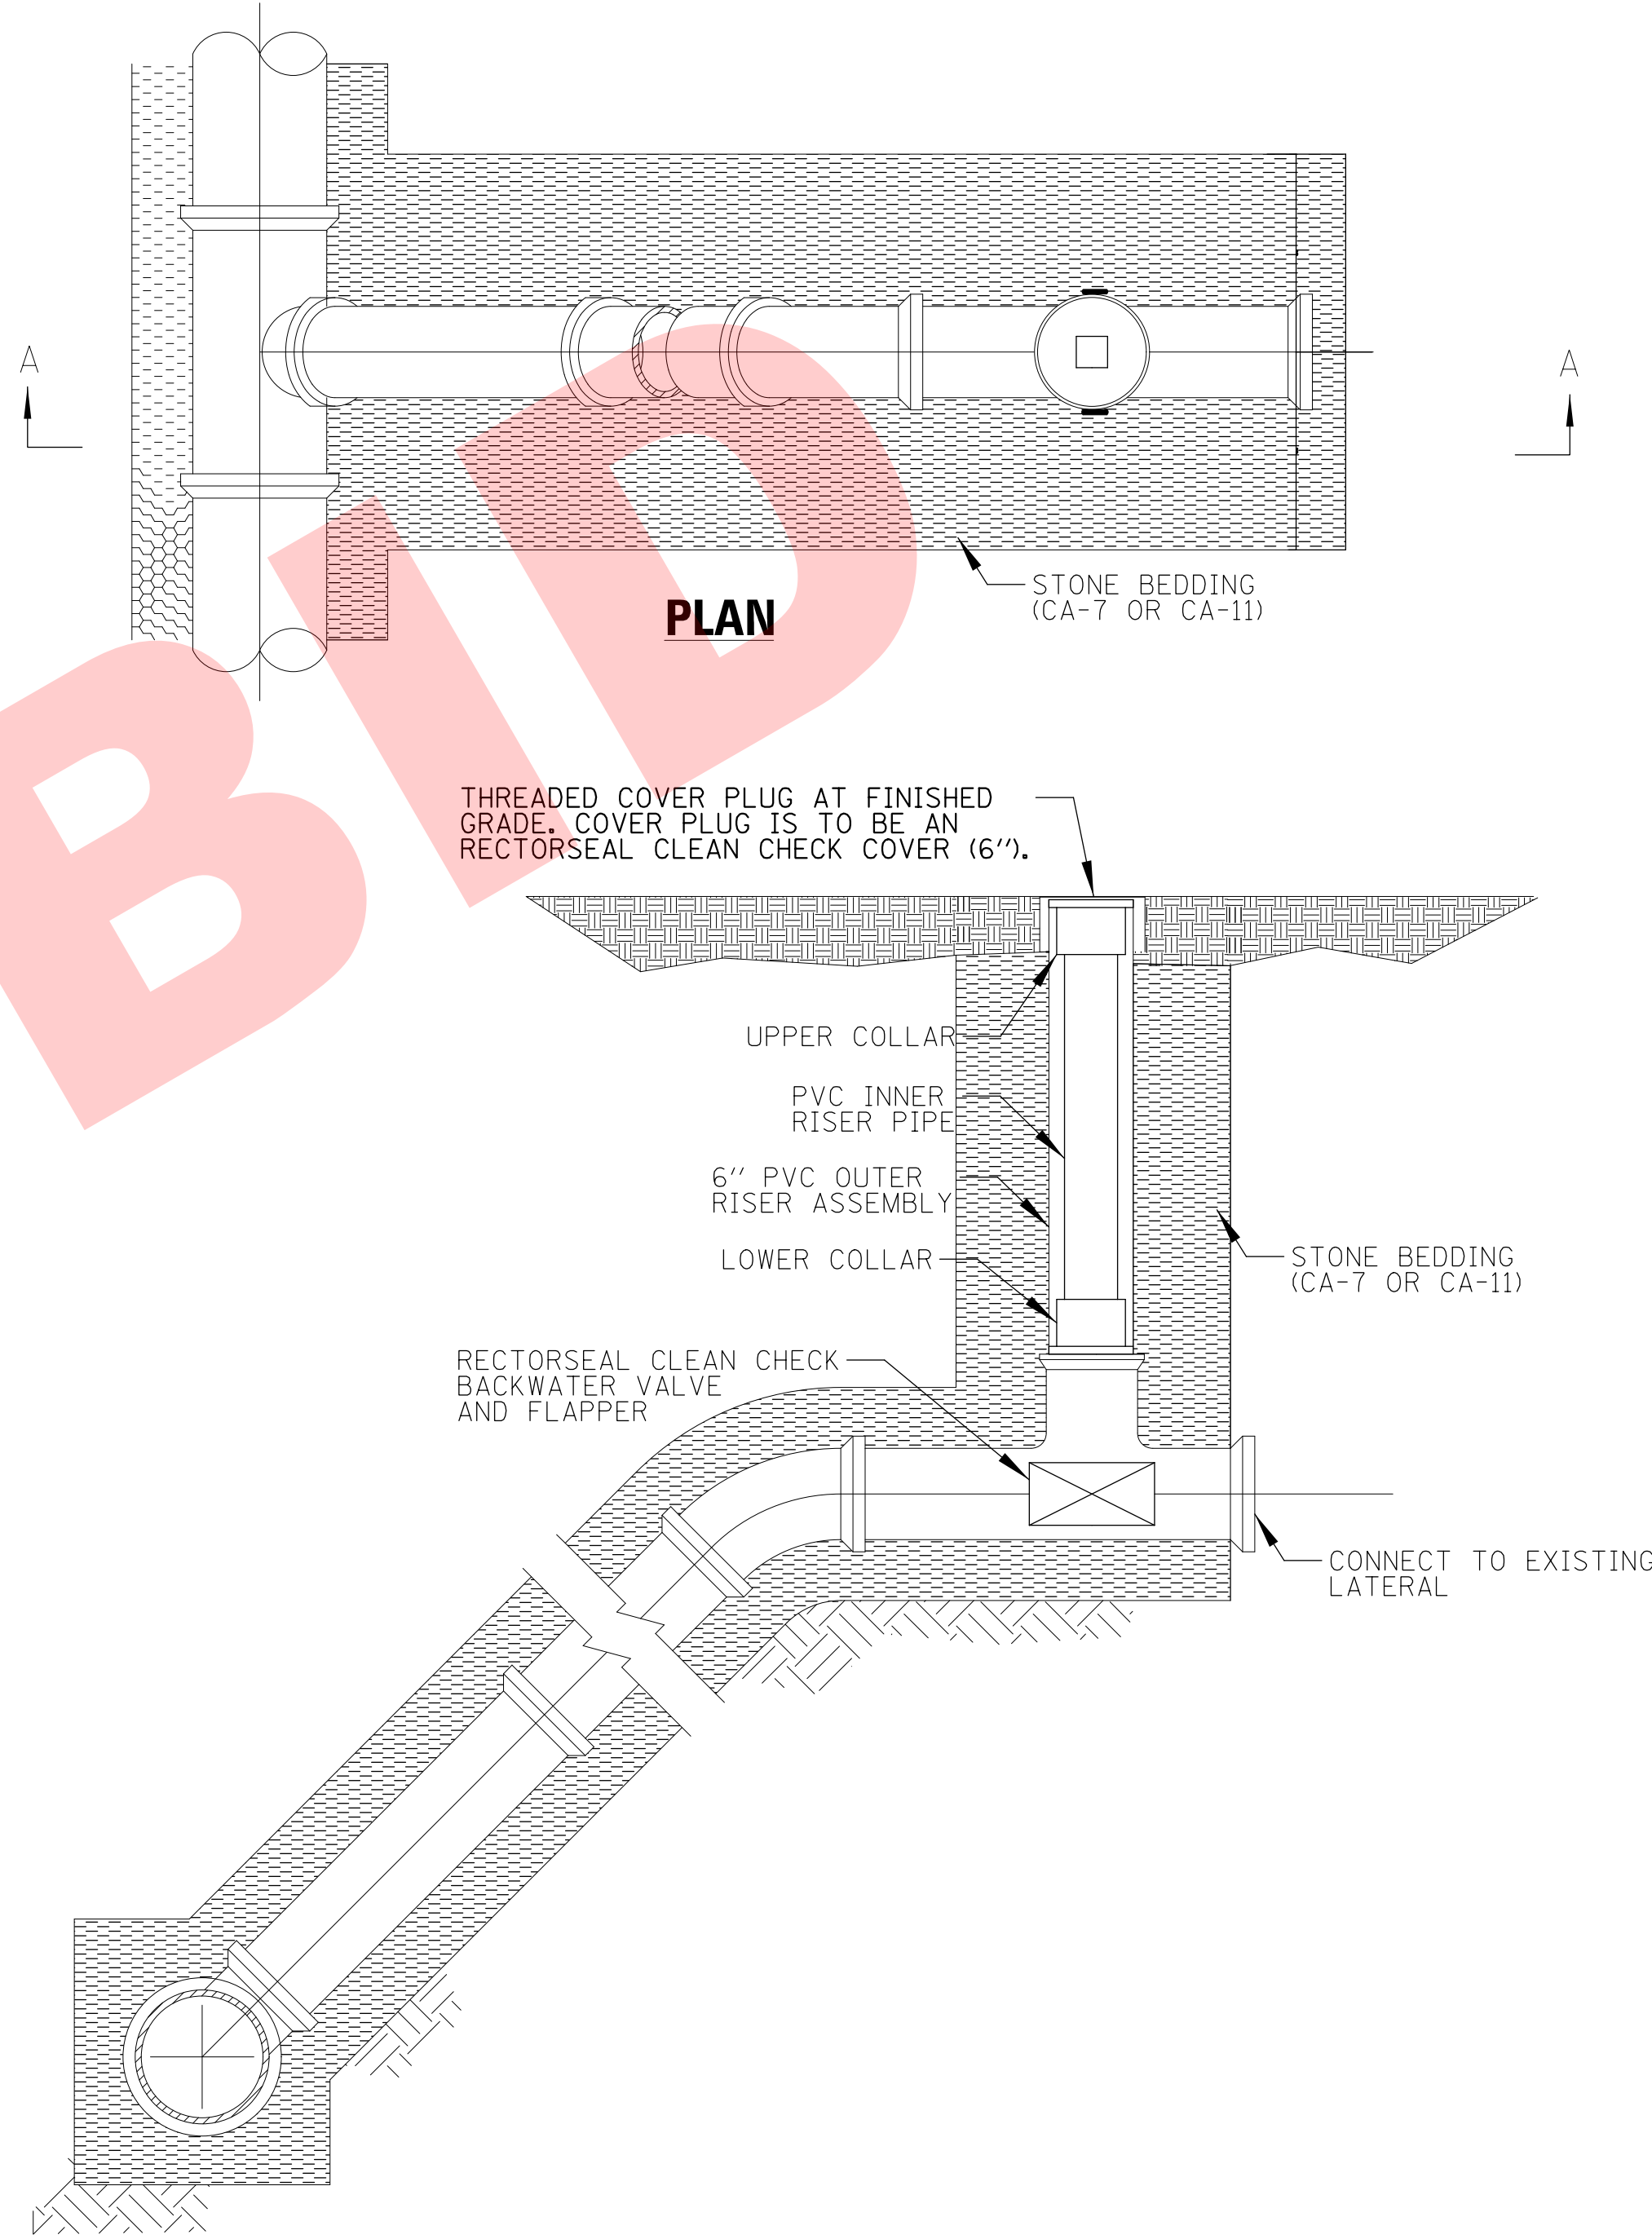 A
A
STONE BEDDING
(CA-7 OR CA-11)
PLAN
BID
THREADED COVER PLUG AT FINISHED
GRADE. COVER PLUG IS TO BE AN
RECTORSEAL CLEAN CHECK COVER (6").
UPPER COLLAR
PVC INNER
RISER PIPE
6" PVC OUTER
RISER ASSEMBLY
LOWER COLLAR
STONE BEDDING
(CA-7 OR CA-11)
RECTORSEAL CLEAN CHECK
BACKWATER VALVE
AND FLAPPER
CONNECT TO EXISTING
LATERAL